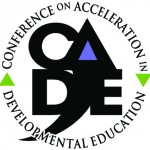 CONFERENCE ON ACCELERATION IN
CADE
DEVELOPMENTAL EDUCATION